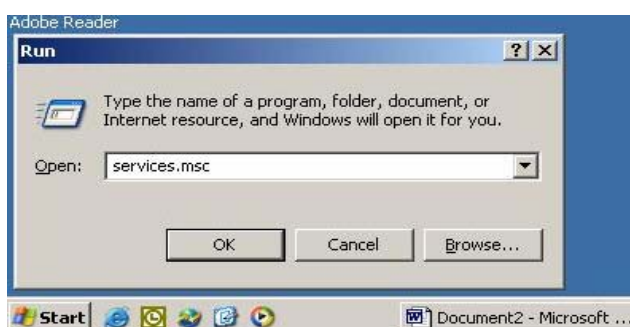 Adobe Reader
Run
Type the name of a program, folder, document, or
Internet resource, and Windows will open it for you.
Open: services.msc
OK Cancel Browse...
Start Document2 - Microsoft ...